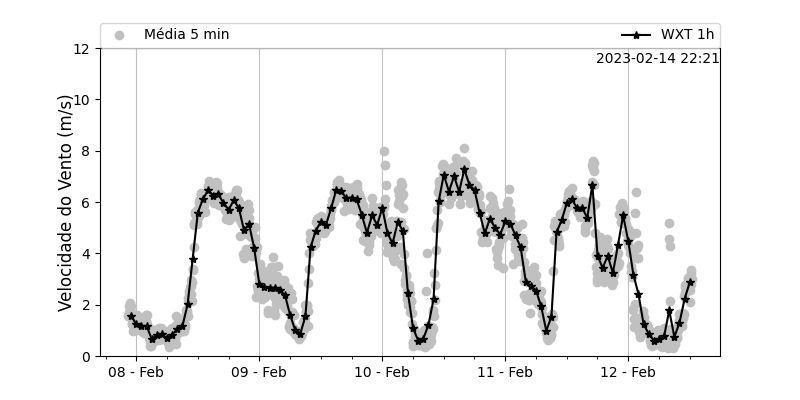 Média 5 min
WXT 1h
2023-02-14 22:21
Velocidade do Vento (m/s)
12
10
8
6
4
2
0
08 - Feb
09 - Feb
10 - Feb
11 - Feb
12 - Feb